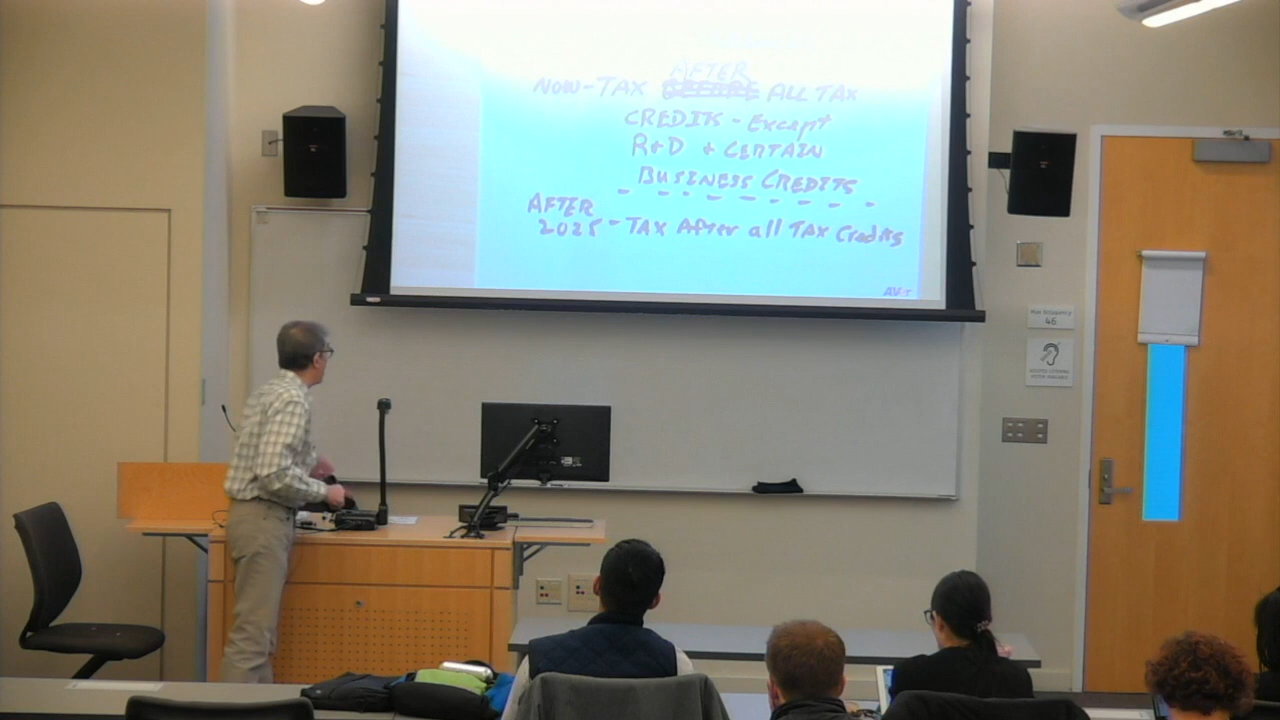 AFTER
NOW-TAX BEFORE ALL TAX
CREDITS - Except
R+D + CERTAIN
BUSINESS CREDITS
AFTER
2025 - TAX After all TAX Credits
AVer
Max Occupancy
46